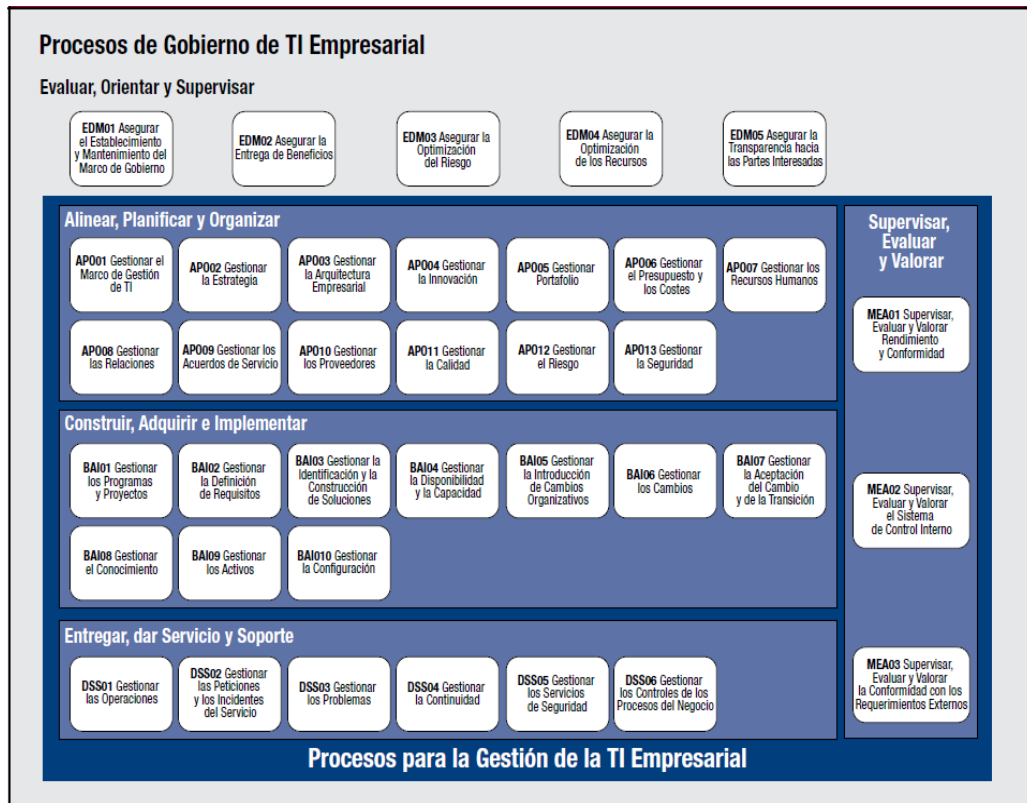 Procesos de Gobierno de TI Empresarial
Evaluar, Orientar y Supervisar
EDM01 Asegurar
el Establecimiento
y Mantenimiento del
Marco de Gobierno
EDM02 Asegurar la
Entrega de Beneficios
EDM03 Asegurar la
Optimización
del Riesgo
EDM04 Asegurar la
Optimización
de los Recursos
EDM05 Asegurar la
Transparencia hacia
las Partes Interesadas
Alinear, Planificar y Organizar
APO01 Gestionar el
Marco de Gestión
de TI
APO02 Gestionar
la Estrategia
APO03 Gestionar
la Arquitectura
Empresarial
APO04 Gestionar
la Innovación
APO05 Gestionar
Portafolio
APO06 Gestionar
el Presupuesto y
los Costes
APO07 Gestionar los
Recursos Humanos
APO08 Gestionar
las Relaciones
APO09 Gestionar los
Acuerdos de Servicio
APO10 Gestionar
los Proveedores
APO11 Gestionar
la Calidad
APO12 Gestionar
el Riesgo
APO13 Gestionar
la Seguridad
Construir, Adquirir e Implementar
BAI01 Gestionar
los Programas
y Proyectos
BAI02 Gestionar
la Definición
de Requisitos
BAI03 Gestionar la
Identificación y la
Construcción
de Soluciones
BAI04 Gestionar
la Disponibilidad
y la Capacidad
BAI05 Gestionar
la Introducción
de Cambios
Organizativos
BAI06 Gestionar
los Cambios
BAI07 Gestionar
la Aceptación
del Cambio
y de la Transición
BAI08 Gestionar
el Conocimiento
BAI09 Gestionar
los Activos
BAI010 Gestionar
la Configuración
Entregar, dar Servicio y Soporte
DSS01 Gestionar
las Operaciones
DSS02 Gestionar
las Peticiones
y los Incidentes
del Servicio
DSS03 Gestionar
los Problemas
DSS04 Gestionar
la Continuidad
DSS05 Gestionar
los Servicios
de Seguridad
DSS06 Gestionar
los Controles de los
Procesos del Negocio
Supervisar,
Evaluar
y Valorar
MEA01 Supervisar,
Evaluar y Valorar
Rendimiento
y Conformidad
MEA02 Supervisar,
Evaluar y Valorar
el Sistema
de Control Interno
MEA03 Supervisar,
Evaluar y Valorar
la Conformidad con los
Requerimientos Externos
Procesos para la Gestión de la TI Empresarial